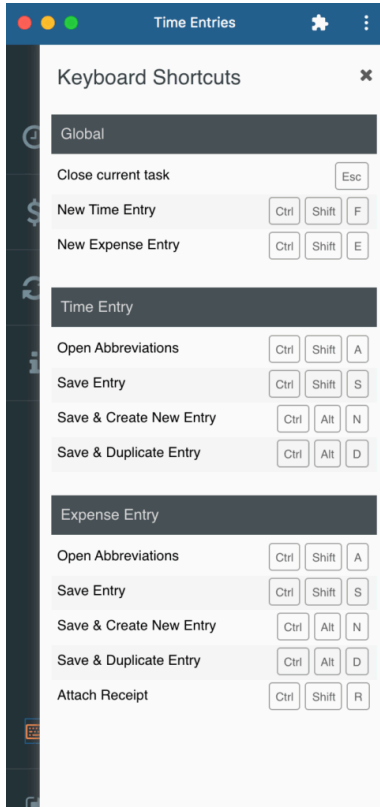 Time Entries
Keyboard Shortcuts
Global
Close current task Esc
New Time Entry Ctrl Shift F
New Expense Entry Ctrl Shift E
Time Entry
Open Abbreviations Ctrl Shift A
Save Entry Ctrl Shift S
Save & Create New Entry Ctrl Alt N
Save & Duplicate Entry Ctrl Alt D
Expense Entry
Open Abbreviations Ctrl Shift A
Save Entry Ctrl Shift S
Save & Create New Entry Ctrl Alt N
Save & Duplicate Entry Ctrl Alt D
Attach Receipt Ctrl Shift R